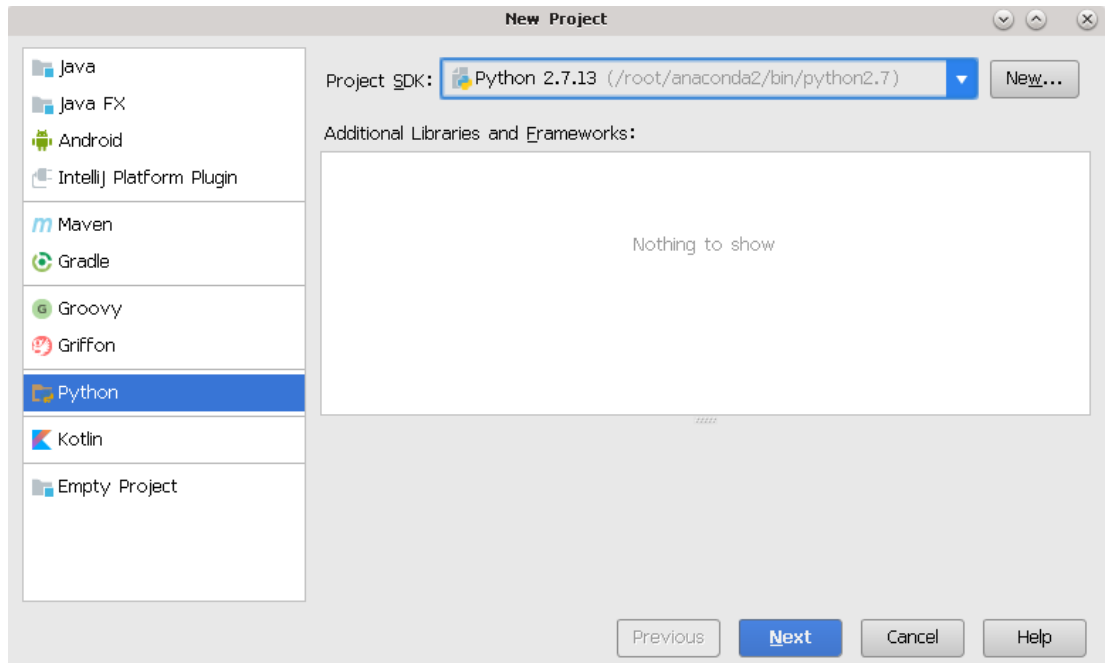 New Project
Java
Java FX
Android
IntelliJ Platform Plugin
Maven
Gradle
Groovy
Griffon
Python
Kotlin
Empty Project
Project SDK: Python 2.7.13 (/root/anaconda2/bin/python2.7) New...
Additional Libraries and Frameworks:
Nothing to show
Previous Next Cancel Help